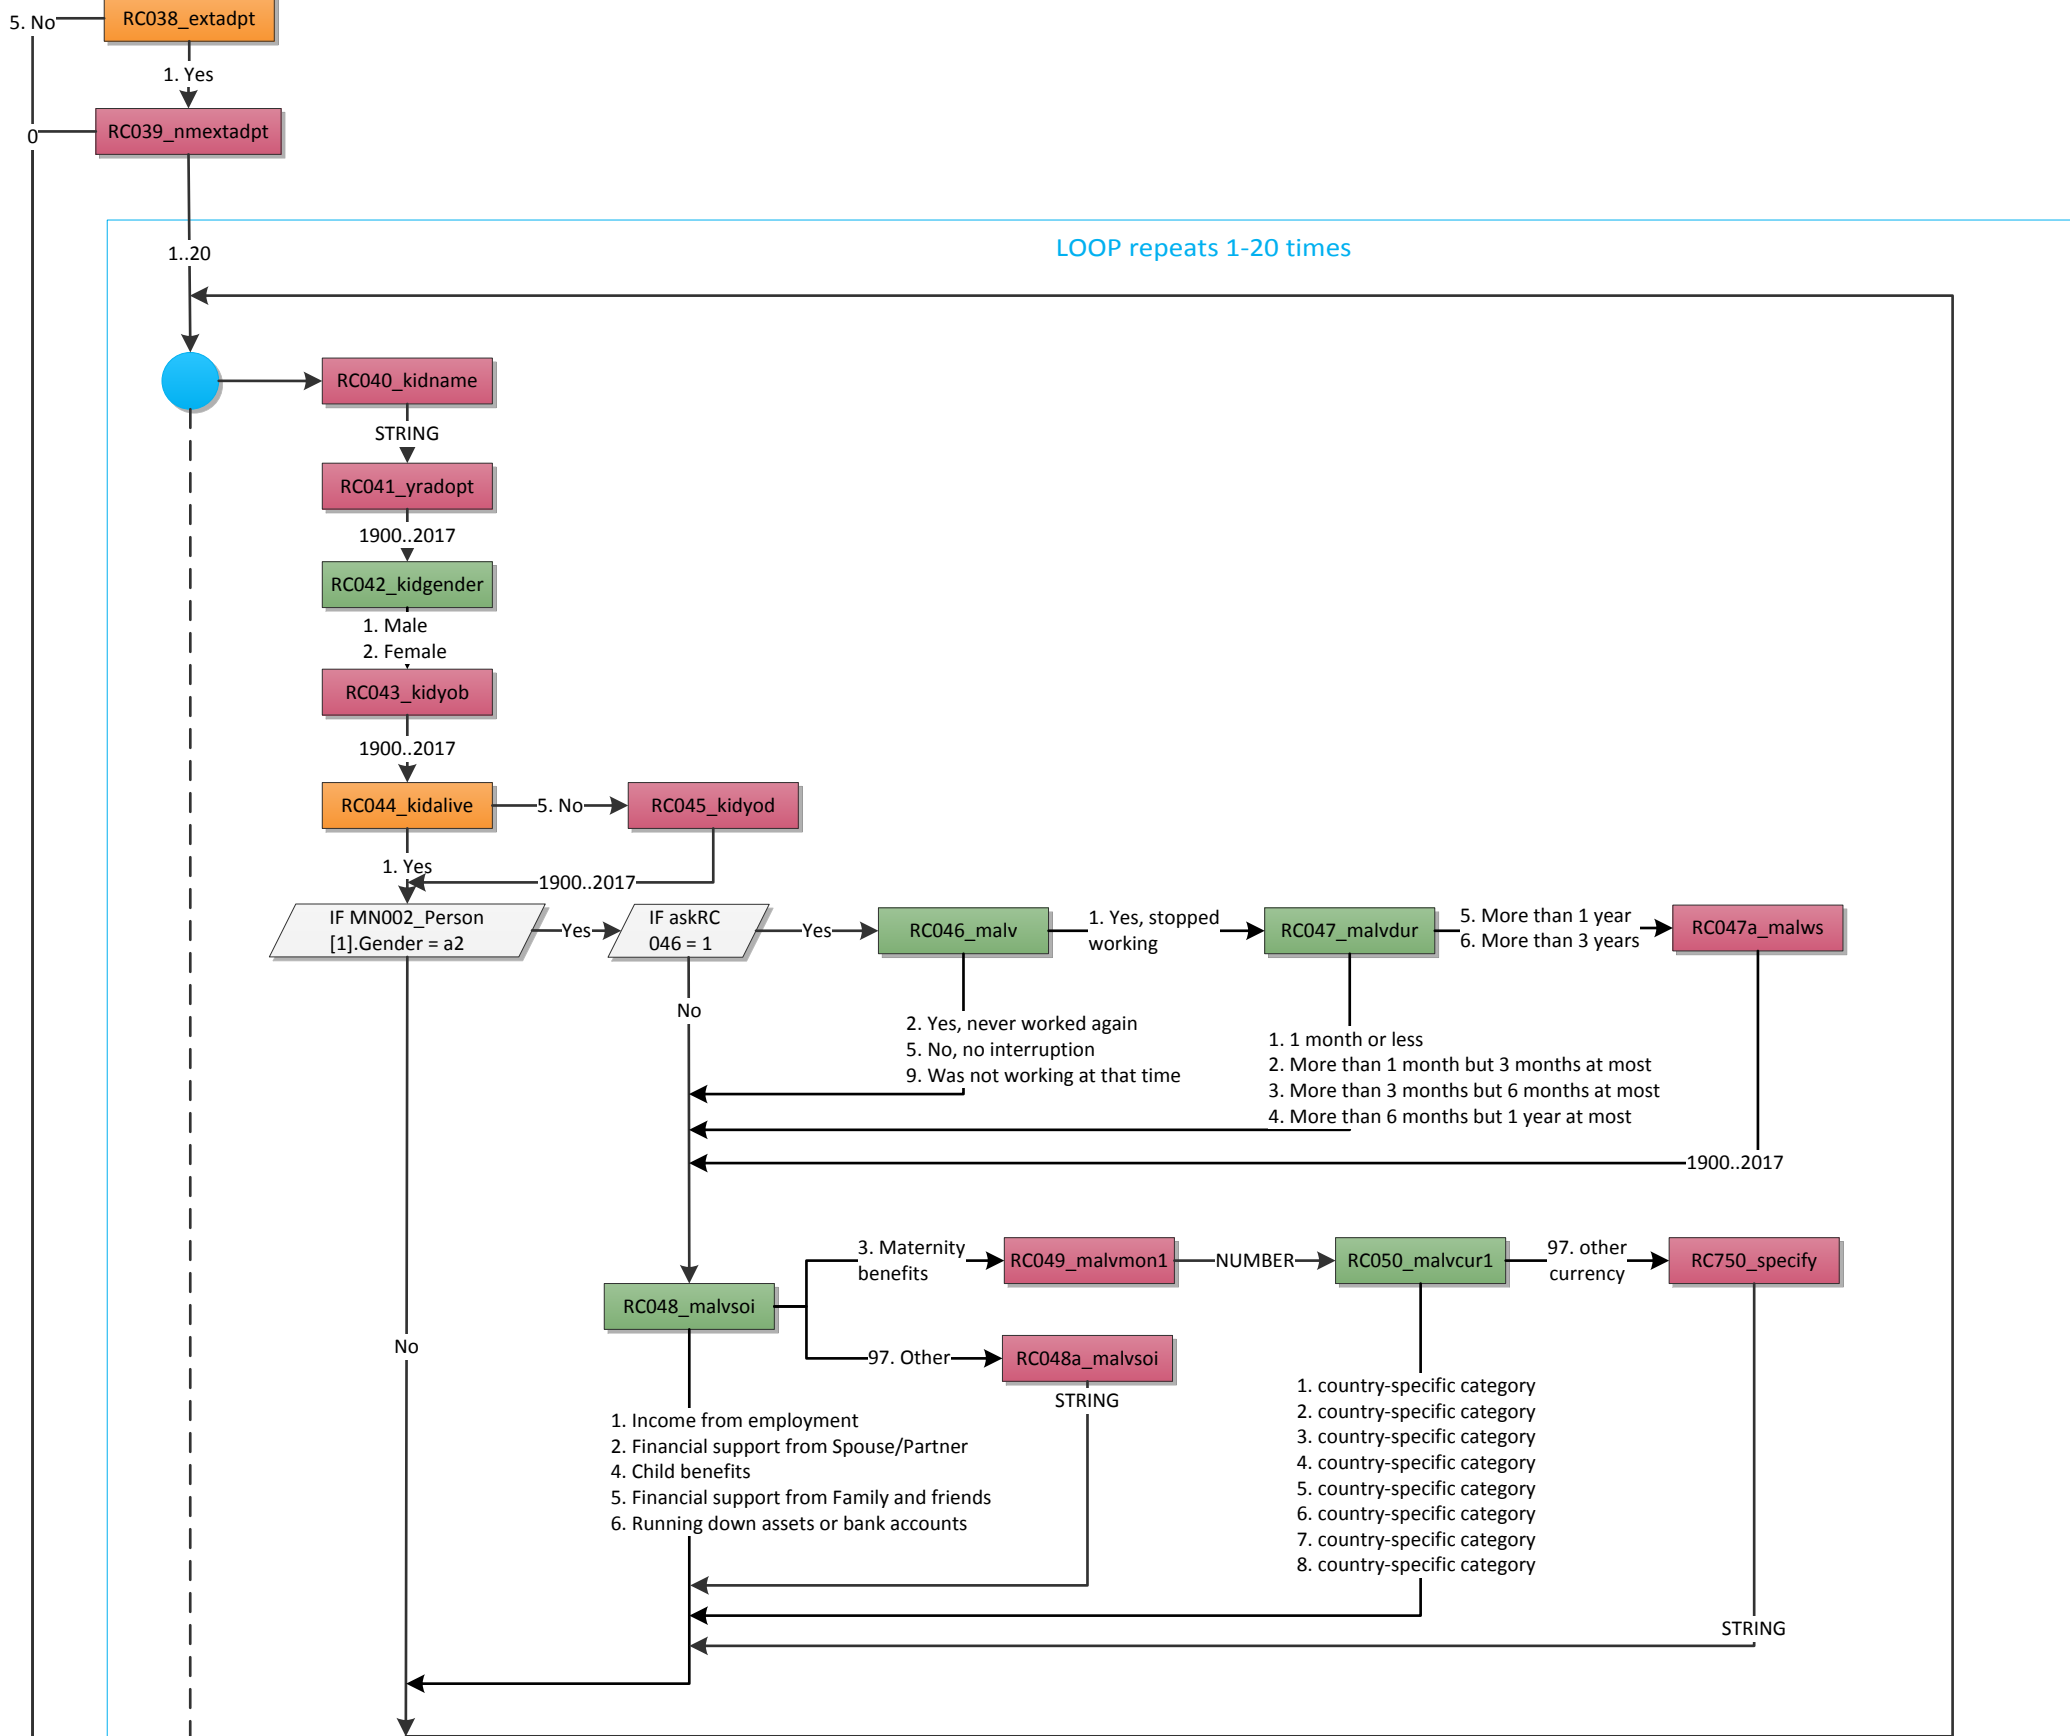 5. No
RC038_extadpt
1. Yes
0
RC039_nmextadpt
1..20
LOOP repeats 1-20 times
RC040_kidname
STRING
RC041_yradopt
1900..2017
RC042_kidgender
1. Male
2. Female
RC043_kidyob
1900..2017
RC044_kidalive
5. No
RC045_kidyod
1. Yes
1900..2017
IF MN002_Person
[1].Gender = a2
Yes
IF askRC
046 = 1
Yes
RC046_malv
1. Yes, stopped
working
RC047_malvdur
5. More than 1 year
6. More than 3 years
RC047a_malws
No
2. Yes, never worked again
5. No, no interruption
9. Was not working at that time
1. 1 month or less
2. More than 1 month but 3 months at most
3. More than 3 months but 6 months at most
4. More than 6 months but 1 year at most
1900..2017
RC048_malvsoi
3. Maternity
benefits
RC049_malvmon1
NUMBER
RC050_malvcur1
97. other
currency
RC750_specify
No
97. Other
RC048a_malvsoi
STRING
1. Income from employment
2. Financial support from Spouse/Partner
4. Child benefits
5. Financial support from Family and friends
6. Running down assets or bank accounts
1. country-specific category
2. country-specific category
3. country-specific category
4. country-specific category
5. country-specific category
6. country-specific category
7. country-specific category
8. country-specific category
STRING